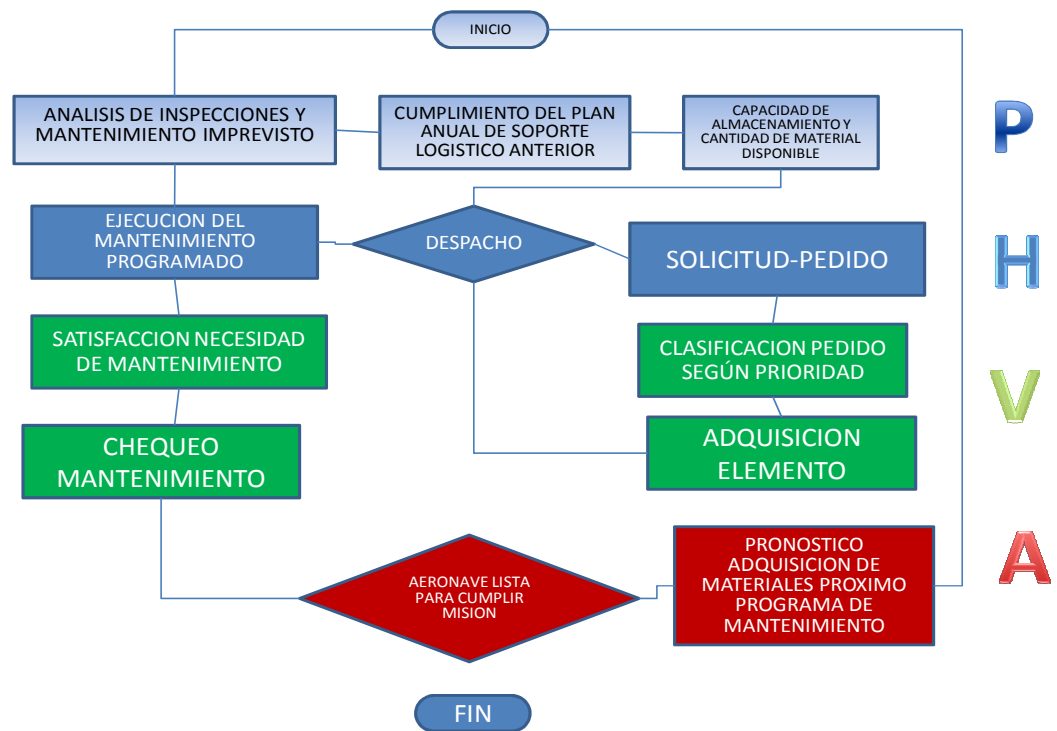 INICIO
ANALISIS DE INSPECCIONES Y
MANTENIMIENTO IMPREVISTO
CUMPLIMIENTO DEL PLAN
ANUAL DE SOPORTE
LOGISTICO ANTERIOR
CAPACIDAD DE
ALMACENAMIENTO Y
CANTIDAD DE MATERIAL
DISPONIBLE
P
EJECUCION DEL
MANTENIMIENTO
PROGRAMADO
DESPACHO
SOLICITUD-PEDIDO
H
SATISFACCION NECESIDAD
DE MANTENIMIENTO
CLASIFICACION PEDIDO
SEGÚN PRIORIDAD
V
CHEQUEO
MANTENIMIENTO
ADQUISICION
ELEMENTO
AERONAVE LISTA
PARA CUMPLIR
MISION
PRONOSTICO
ADQUISICION DE
MATERIALES PROXIMO
PROGRAMA DE
MANTENIMIENTO
A
FIN